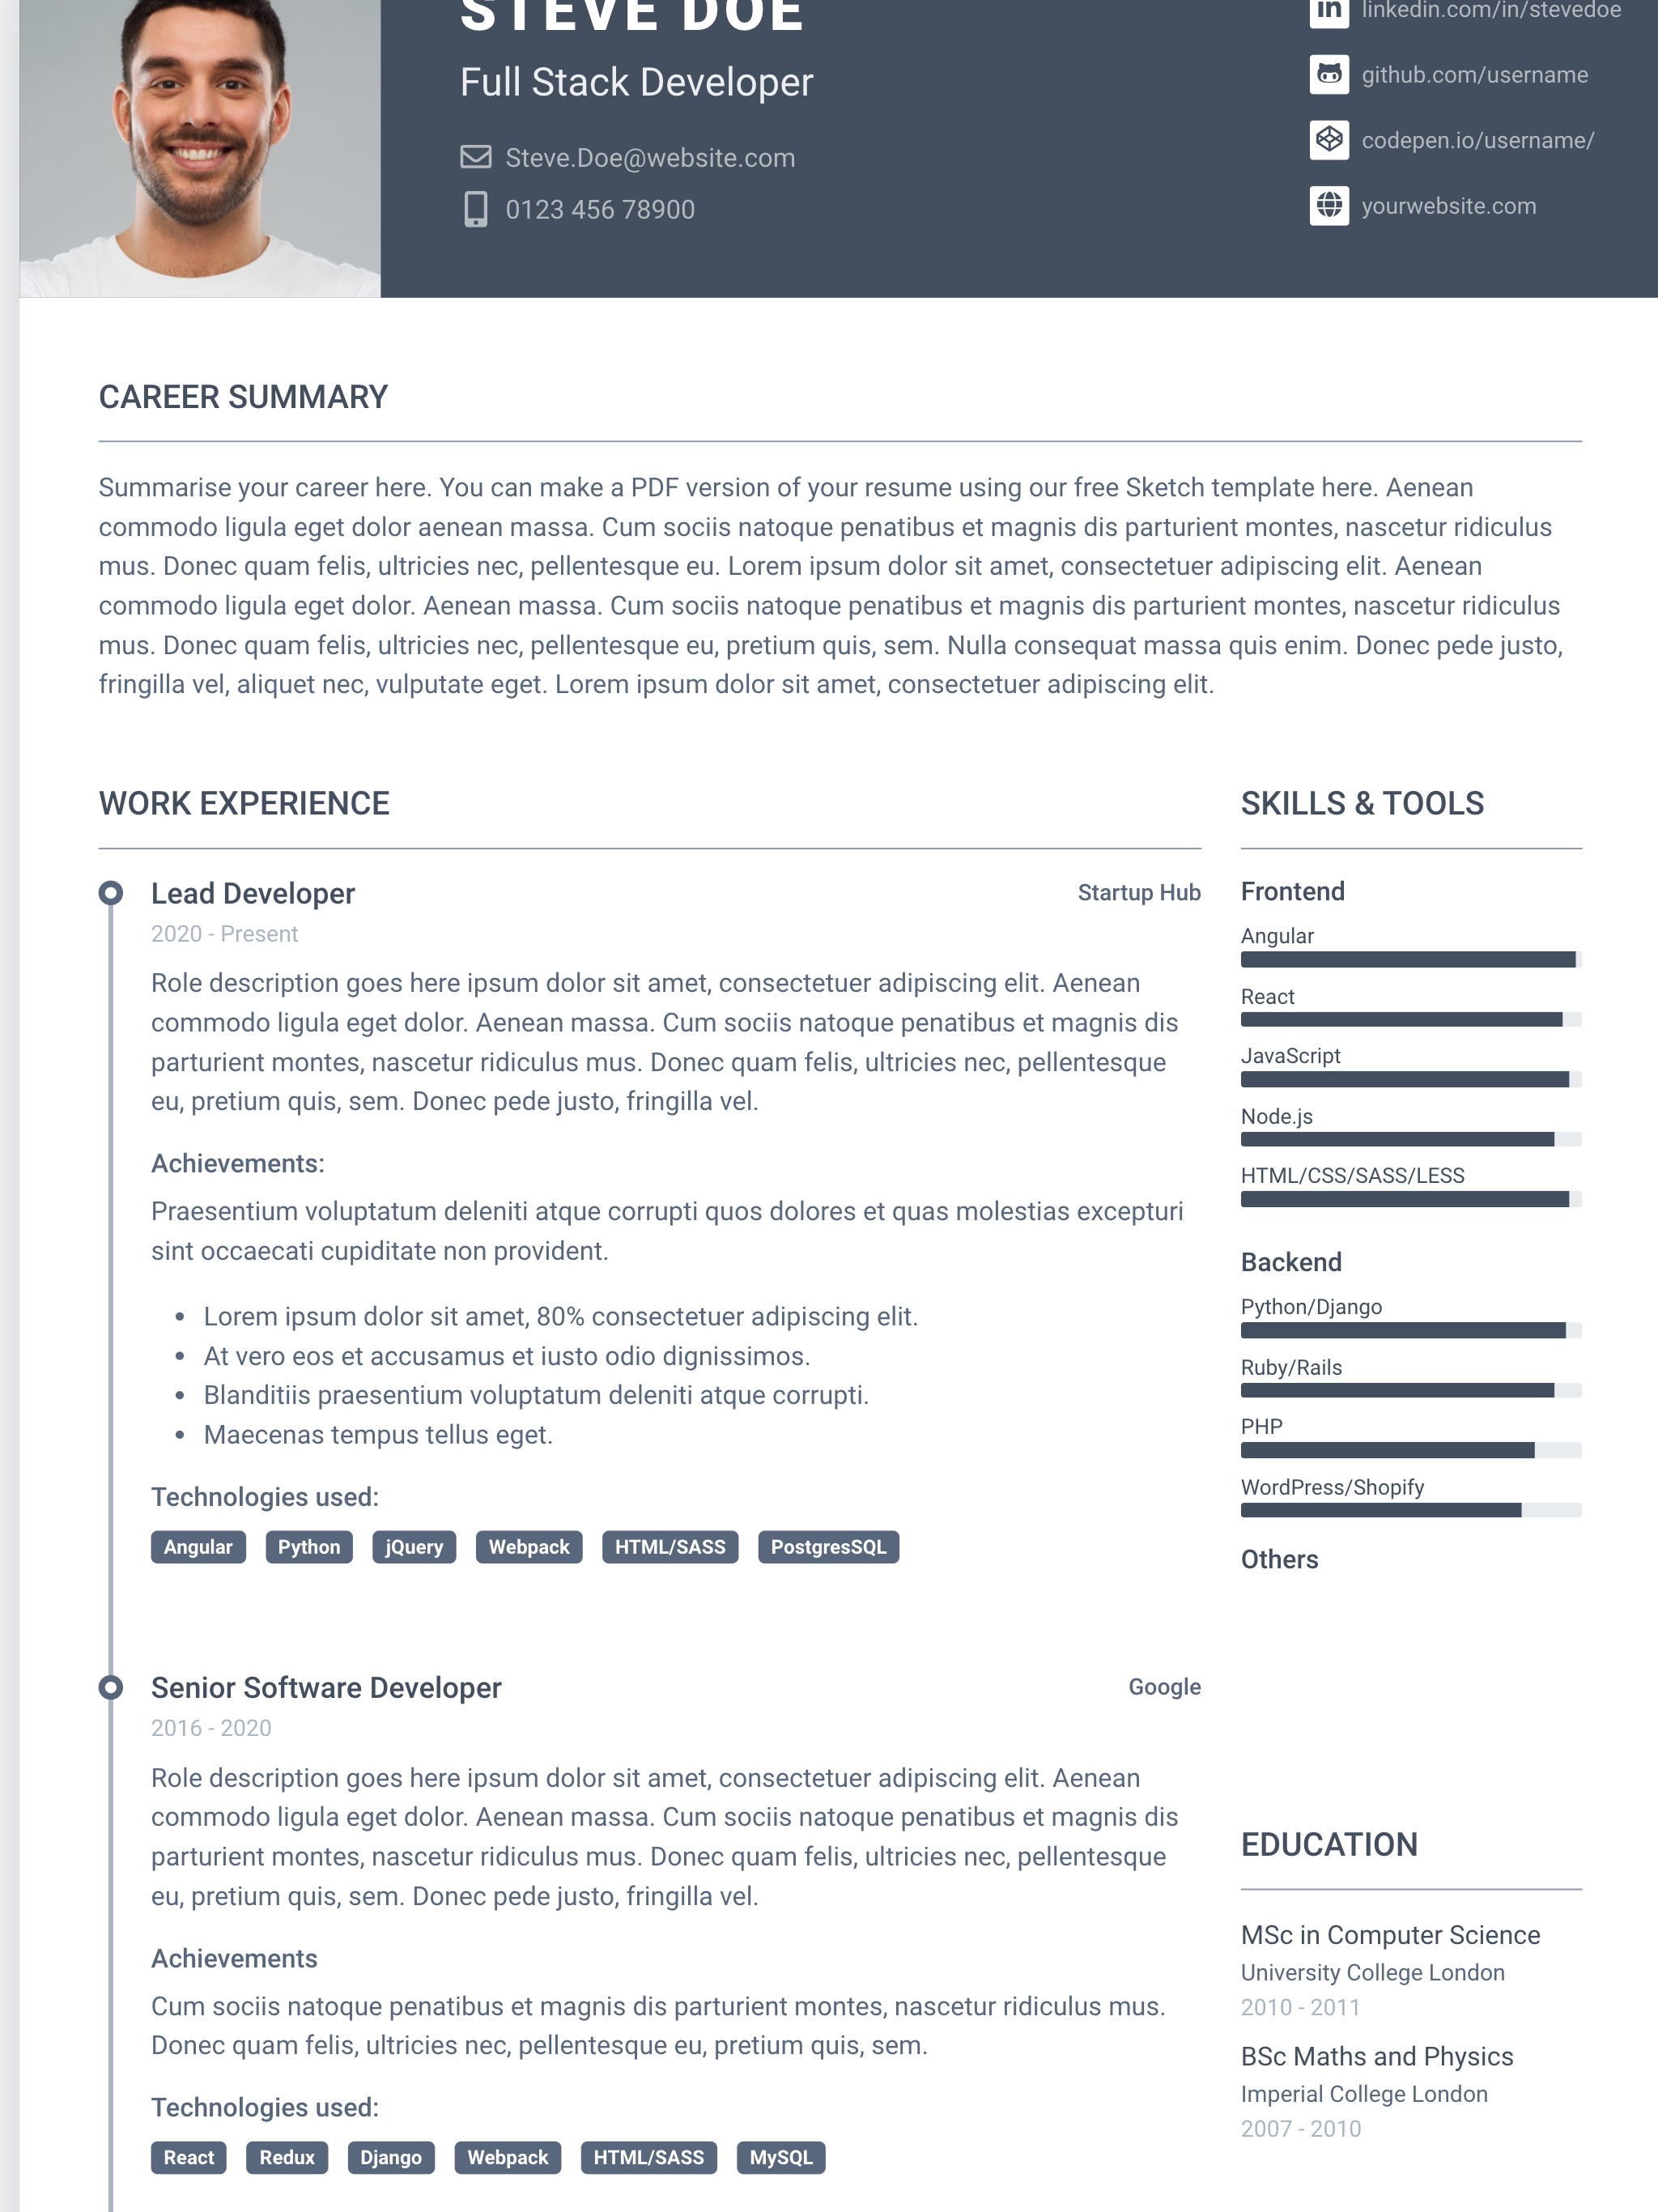 STEVE DOE
Full Stack Developer
Steve.Doe@website.com
0123 456 78900
linkedin.com/in/stevedoe
github.com/username
codepen.io/username/
yourwebsite.com
CAREER SUMMARY
Summarise your career here. You can make a PDF version of your resume using our free Sketch template here. Aenean
commodo ligula eget dolor aenean massa. Cum sociis natoque penatibus et magnis dis parturient montes, nascetur ridiculus
mus. Donec quam felis, ultricies nec, pellentesque eu. Lorem ipsum dolor sit amet, consectetuer adipiscing elit. Aenean
commodo ligula eget dolor. Aenean massa. Cum sociis natoque penatibus et magnis dis parturient montes, nascetur ridiculus
mus. Donec quam felis, ultricies nec, pellentesque eu, pretium quis, sem. Nulla consequat massa quis enim. Donec pede justo,
fringilla vel, aliquet nec, vulputate eget. Lorem ipsum dolor sit amet, consectetuer adipiscing elit.
WORK EXPERIENCE
Lead Developer
Startup Hub
2020 - Present
Role description goes here ipsum dolor sit amet, consectetuer adipiscing elit. Aenean
commodo ligula eget dolor. Aenean massa. Cum sociis natoque penatibus et magnis dis
parturient montes, nascetur ridiculus mus. Donec quam felis, ultricies nec, pellentesque
eu, pretium quis, sem. Donec pede justo, fringilla vel.
Achievements:
Praesentium voluptatum deleniti atque corrupti quos dolores et quas molestias excepturi
sint occaecati cupiditate non provident.
• Lorem ipsum dolor sit amet, 80% consectetuer adipiscing elit.
• At vero eos et accusamus et iusto odio dignissimos.
• Blanditiis praesentium voluptatum deleniti atque corrupti.
• Maecenas tempus tellus eget.
Technologies used:
Angular Python jQuery Webpack HTML/SASS PostgresSQL
Senior Software Developer
Google
2016 - 2020
Role description goes here ipsum dolor sit amet, consectetuer adipiscing elit. Aenean
commodo ligula eget dolor. Aenean massa. Cum sociis natoque penatibus et magnis dis
parturient montes, nascetur ridiculus mus. Donec quam felis, ultricies nec, pellentesque
eu, pretium quis, sem. Donec pede justo, fringilla vel.
Achievements
Cum sociis natoque penatibus et magnis dis parturient montes, nascetur ridiculus mus.
Donec quam felis, ultricies nec, pellentesque eu, pretium quis, sem.
Technologies used:
React Redux Django Webpack HTML/SASS MySQL
SKILLS & TOOLS
Frontend
Angular
React
JavaScript
Node.js
HTML/CSS/SASS/LESS
Backend
Python/Django
Ruby/Rails
PHP
WordPress/Shopify
Others
EDUCATION
MSc in Computer Science
University College London
2010 - 2011
BSc Maths and Physics
Imperial College London
2007 - 2010